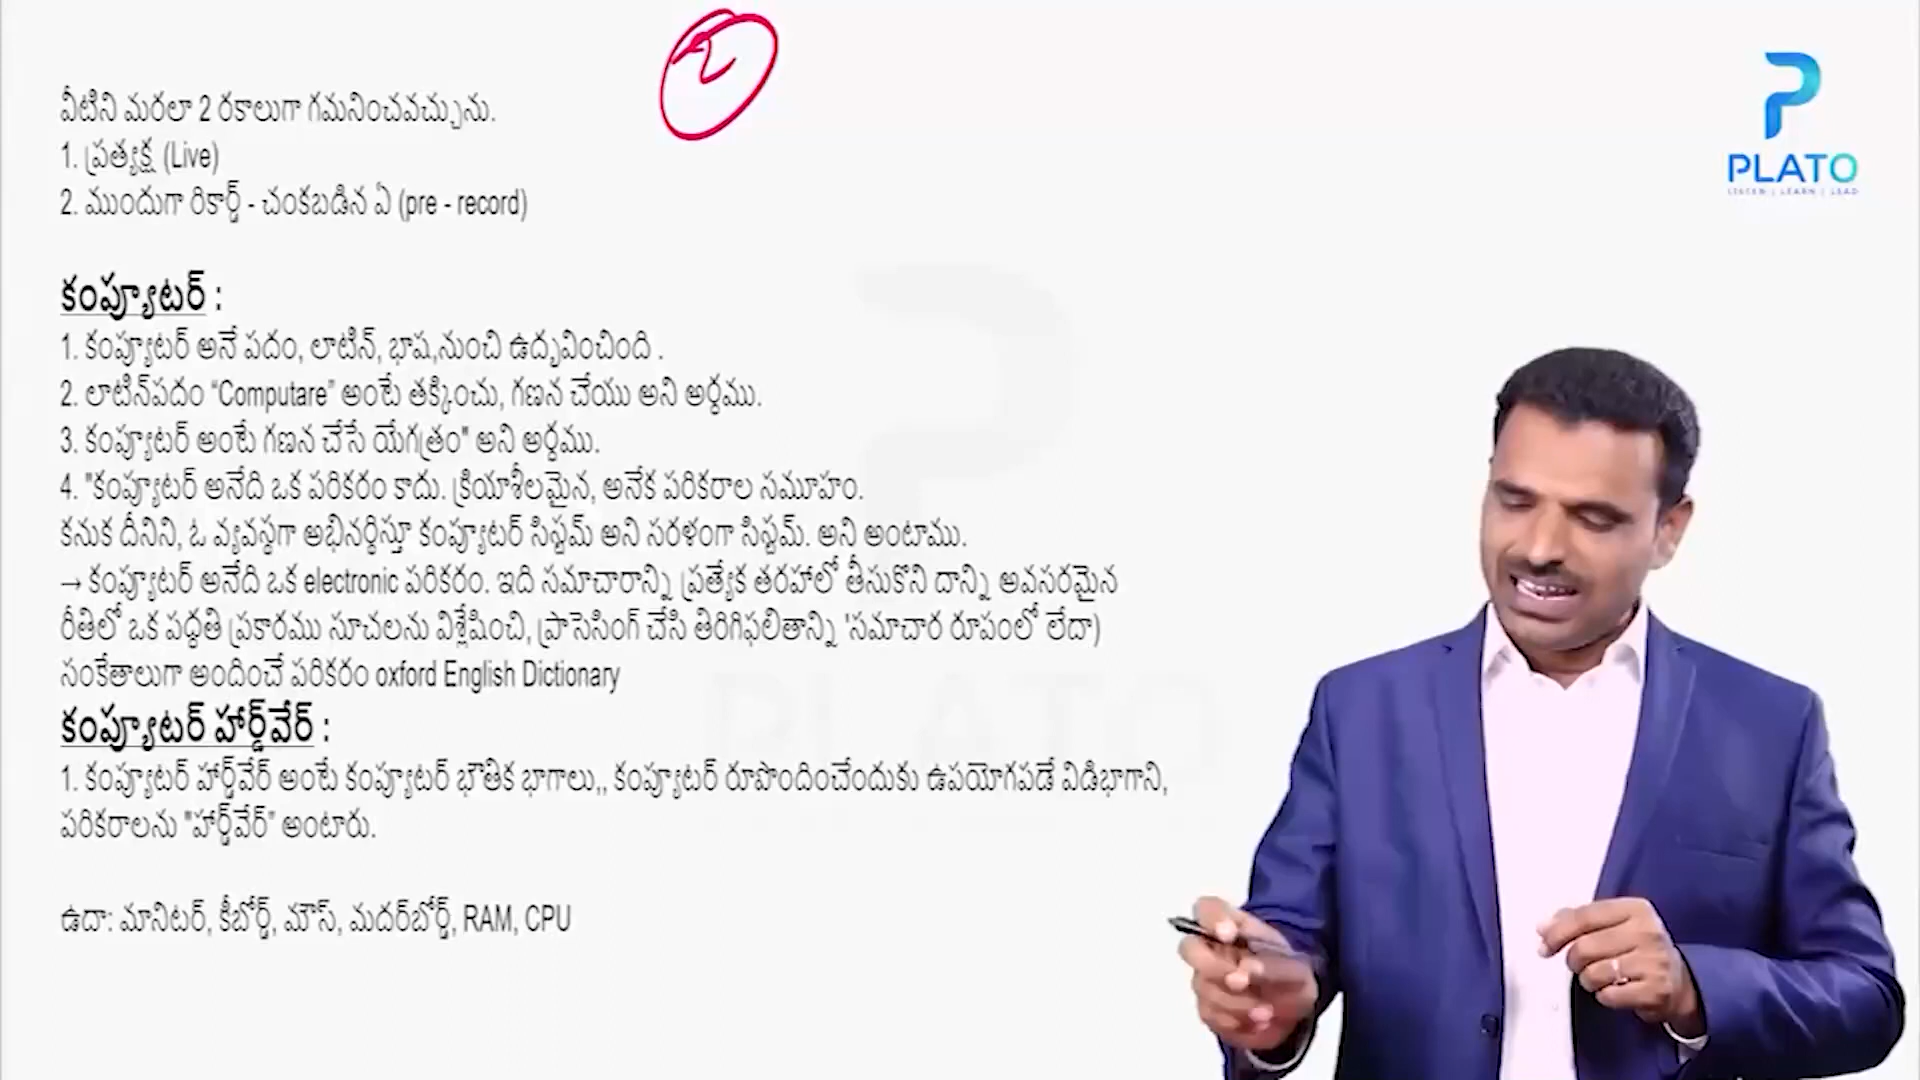 వీటిని మరలా 2 రకాలుగా గమనించవచ్చును.
1. ప్రత్యక్ష (Live)
2. ముందుగా రికార్డ్ - చంకబడిన ఏ (pre - record)
PLATO
LISTEN | LEARN | LEAD
కంప్యూటర్ :
1. కంప్యూటర్ అనే పదం, లాటిన్, భాష,నుంచి ఉద్భవించింది .
2. లాటిన్‌పదం “Computare” అంటే తక్కించు, గణన చేయు అని అర్థము.
3. కంప్యూటర్ అంటే గణన చేసే యేగత్రం" అని అర్థము.
4. "కంప్యూటర్ అనేది ఒక పరికరం కాదు. క్రియాశీలమైన, అనేక పరికరాల సమూహం.
కనుక దీనిని, ఓ వ్యవస్థగా అభినర్థిస్తూ కంప్యూటర్ సిస్టమ్ అని సరళంగా సిస్టమ్. అని అంటాము.
→ కంప్యూటర్ అనేది ఒక electronic పరికరం. ఇది సమాచారాన్ని ప్రత్యేక తరహాలో తీసుకొని దాన్ని అవసరమైన
రీతిలో ఒక పద్ధతి ప్రకారము సూచలను విశ్లేషించి, ప్రాసెసింగ్ చేసి తిరిగిఫలితాన్ని 'సమాచార రూపంలో లేదా)
సంకేతాలుగా అందించే పరికరం oxford English Dictionary
కంప్యూటర్ హార్డ్‌వేర్ :
1. కంప్యూటర్ హార్డ్‌వేర్ అంటే కంప్యూటర్ భౌతిక భాగాలు,, కంప్యూటర్ రూపొందించేందుకు ఉపయోగపడే విడిభాగాని,
పరికరాలను "హార్డ్‌వేర్" అంటారు.
ఉదా: మానిటర్, కీబోర్డ్, మౌస్, మదర్‌బోర్డ్, RAM, CPU